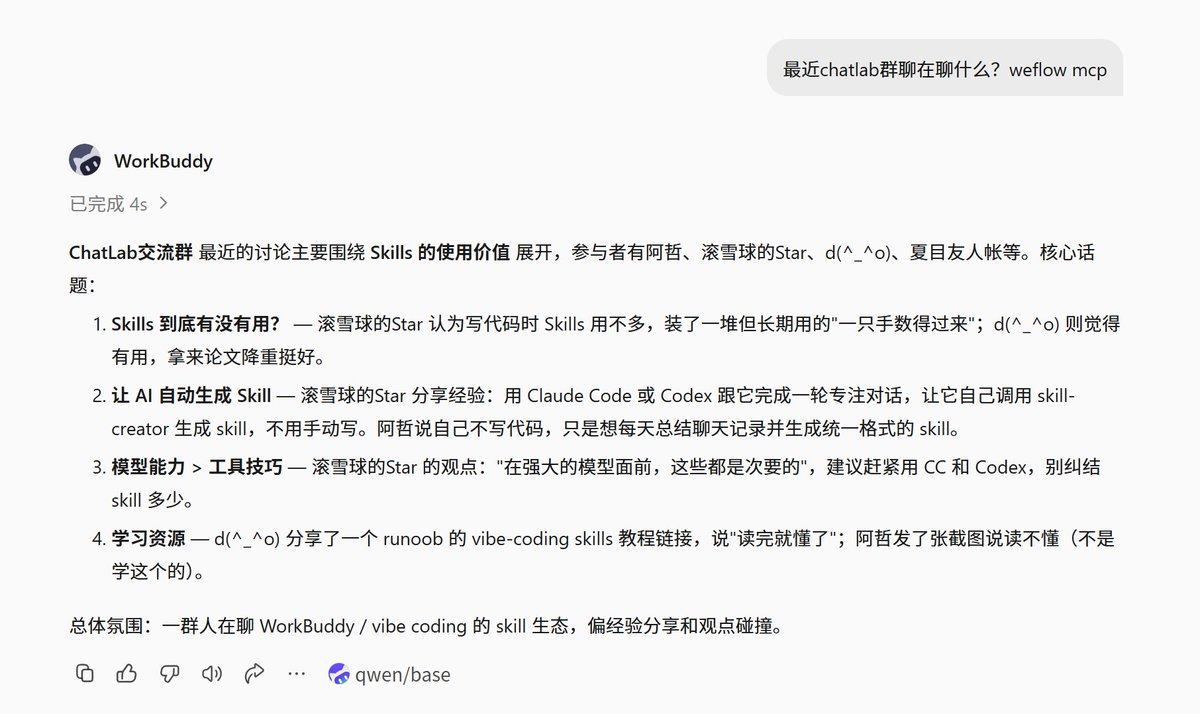 最近chatlab群聊在聊什么？weflow mcp
WorkBuddy
已完成 4s
ChatLab交流群 最近的讨论主要围绕 Skills 的使用价值 展开，参与者有阿哲、滚雪球的Star、d(^_^o)、夏目友人帐等。核心话
题：
1. Skills 到底有没有用？ — 滚雪球的Star 认为写代码时 Skills 用不多，装了一堆但长期用的"一只手数得过来"；d(^_^o) 则觉得
有用，拿来论文降重挺好。
2. 让 AI 自动生成 Skill — 滚雪球的Star 分享经验：用 Claude Code 或 Codex 跟它完成一轮专注对话，让它自己调用 skill-
creator 生成 skill，不用手动写。阿哲说自己不写代码，只是想每天总结聊天记录并生成统一格式的 skill。
3. 模型能力 > 工具技巧 — 滚雪球的Star 的观点："在强大的模型面前，这些都是次要的"，建议赶紧用 CC 和 Codex，别纠结
skill 多少。
4. 学习资源 — d(^_^o) 分享了一个 runoob 的 vibe-coding skills 教程链接，说"读完就懂了"；阿哲发了张截图说读不懂（不是
学这个的）。
总体氛围：一群人在聊 WorkBuddy / vibe coding 的 skill 生态，偏经验分享和观点碰撞。
qwen/base